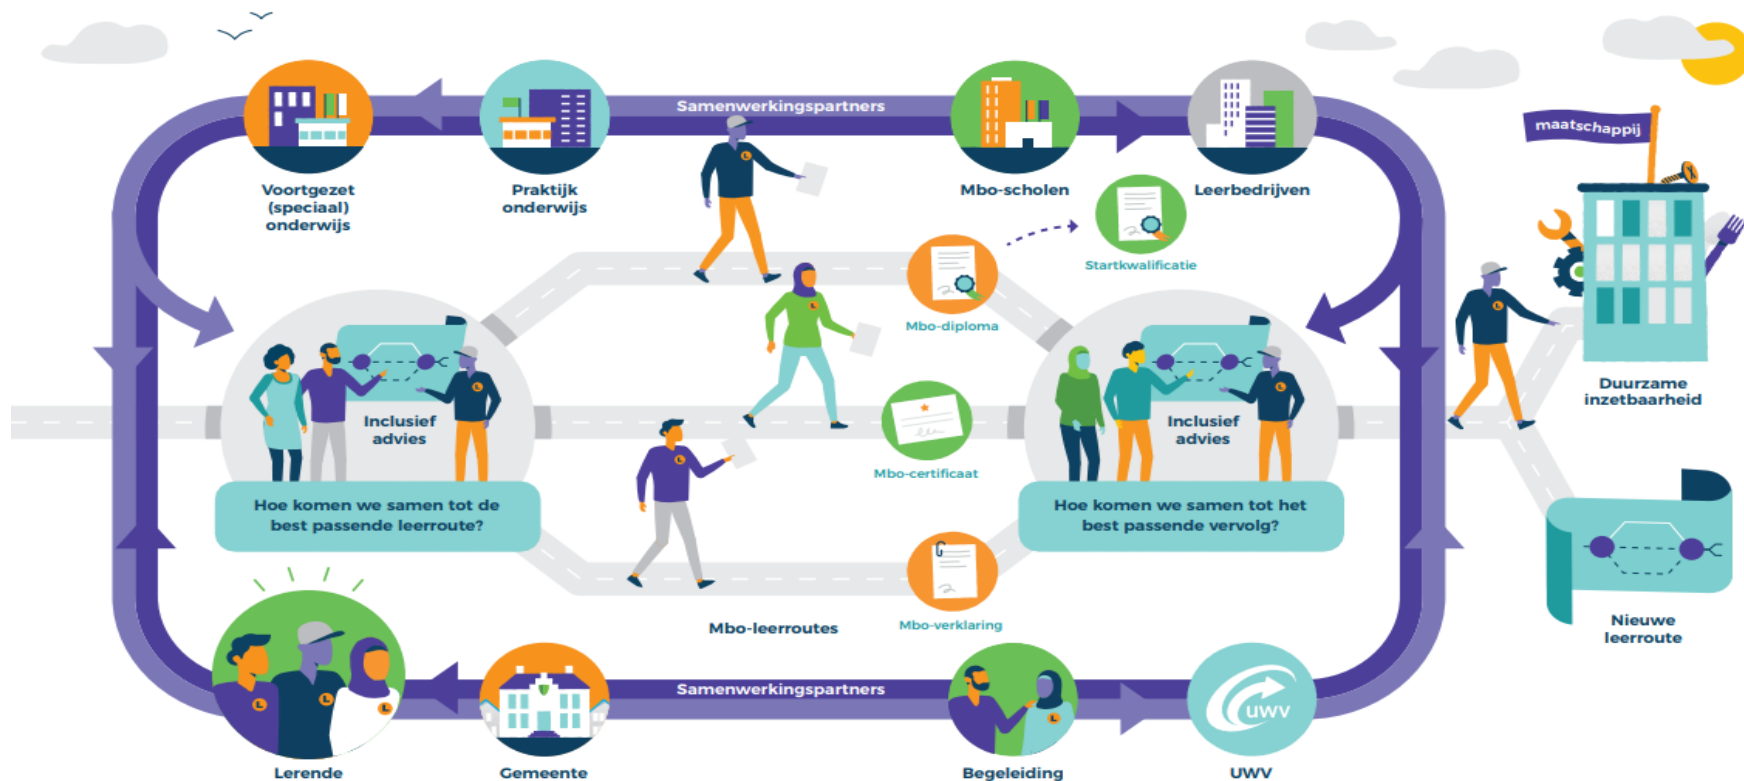 Samenwerkingspartners
maatschappij
Voortgezet
(speciaal)
onderwijs
Praktijk
onderwijs
Mbo-scholen
Leerbedrijven
Startkwalificatie
Mbo-diploma
Inclusief
advies
Inclusief
advies
Duurzame
inzetbaarheid
Mbo-certificaat
Hoe komen we samen tot de
best passende leerroute?
Hoe komen we samen tot het
best passende vervolg?
Mbo-leerroutes
Mbo-verklaring
Nieuwe
leerroute
Samenwerkingspartners
uwv
Lerende
Gemeente
Begeleiding
UWV